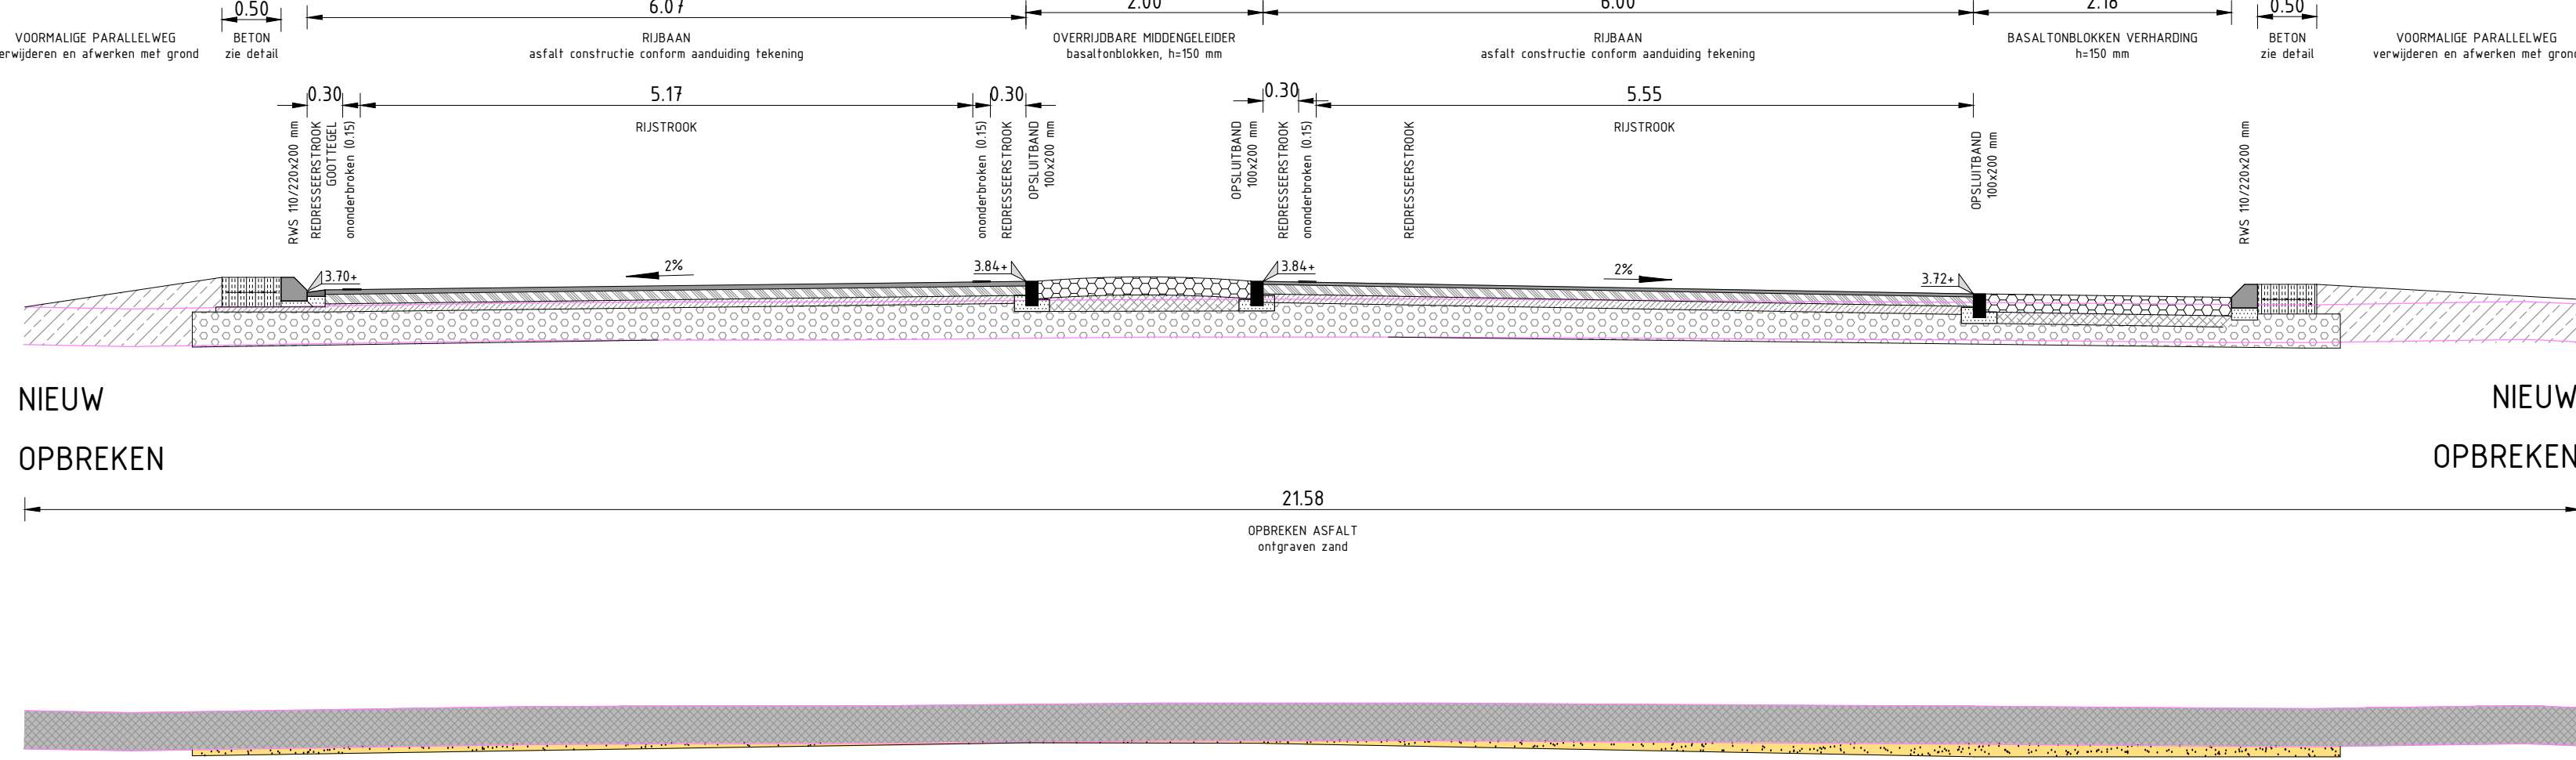 0.50
6.07
2.00
6.00
2.18
0.50
VOORMALIGE PARALLELWEG
verwijderen en afwerken met grond
BETON
zie detail
RIJBAAN
asfalt constructie conform aanduiding tekening
OVERRIJDBARE MIDDENGELEIDER
basaltonblokken, h=150 mm
RIJBAAN
asfalt constructie conform aanduiding tekening
BASALTONBLOKKEN VERHARDING
h=150 mm
BETON
zie detail
VOORMALIGE PARALLELWEG
verwijderen en afwerken met grond
0.30
5.17
0.30
0.30
5.55
RIJSTROOK
RIJSTROOK
RWS 110/220x200 mm
REDRESSEERSTROOK
GOOTTEGEL
ononderbroken (0.15)
ononderbroken (0.15)
REDRESSEERSTROOK
OPSLUITBAND
100x200 mm
OPSLUITBAND
100x200 mm
REDRESSEERSTROOK
ononderbroken (0.15)
REDRESSEERSTROOK
OPSLUITBAND
100x200 mm
RWS 110/220x200 mm
3.70+
2%
3.84+
3.84+
2%
3.72+
NIEUW
NIEUW
OPBREKEN
OPBREKEN
21.58
OPBREKEN ASFALT
ontgraven zand